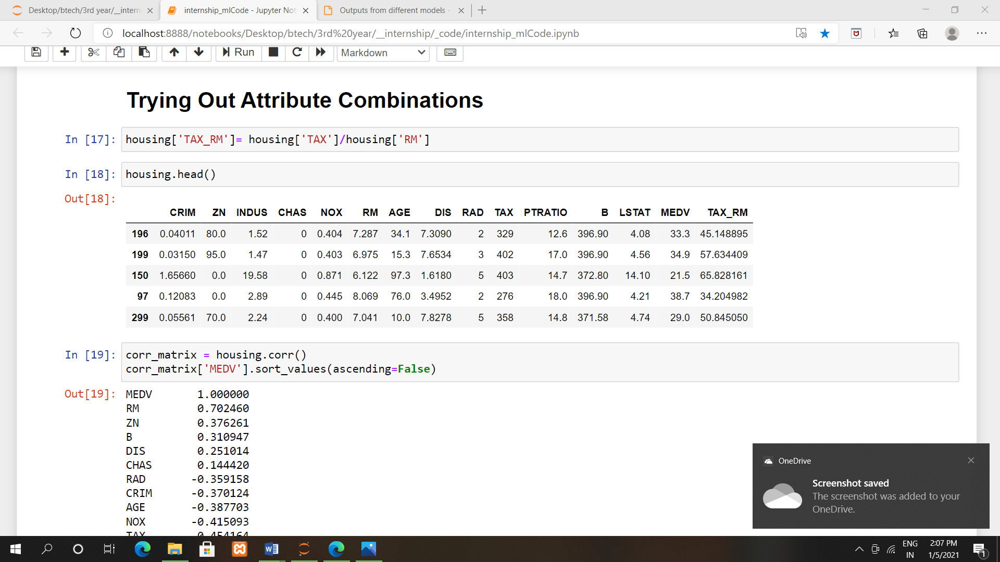 Desktop/btech/3rd year/__intern
internship_mlCode - Jupyter Not
Outputs from different models -
localhost:8888/notebooks/Desktop/btech/3rd%20year/__internship/_code/internship_mlCode.ipynb
Run
Markdown
Trying Out Attribute Combinations
In [17]: housing['TAX_RM']= housing['TAX']/housing['RM']
In [18]: housing.head()
Out[18]:
CRIM ZN INDUS CHAS NOX RM AGE DIS RAD TAX PTRATIO B LSTAT MEDV TAX_RM
196 0.04011 80.0 1.52 0 0.404 7.287 34.1 7.3090 2 329 12.6 396.90 4.08 33.3 45.148895
199 0.03150 95.0 1.47 0 0.403 6.975 15.3 7.6534 3 402 17.0 396.90 4.56 34.9 57.634409
150 1.65660 0.0 19.58 0 0.871 6.122 97.3 1.6180 5 403 14.7 372.80 14.10 21.5 65.828161
97 0.12083 0.0 2.89 0 0.445 8.069 76.0 3.4952 2 276 18.0 396.90 4.21 38.7 34.204982
299 0.05561 70.0 2.24 0 0.400 7.041 10.0 7.8278 5 358 14.8 371.58 4.74 29.0 50.845050
In [19]: corr_matrix = housing.corr()
corr_matrix['MEDV'].sort_values(ascending=False)
Out[19]: MEDV 1.000000
RM 0.702460
ZN 0.376261
B 0.310947
DIS 0.251014
CHAS 0.144420
RAD -0.359158
CRIM -0.370124
AGE -0.387703
NOX -0.415093
TAX -0.454164
OneDrive
Screenshot saved
The screenshot was added to your
OneDrive.
ENG
IN
2:07 PM
1/5/2021
1